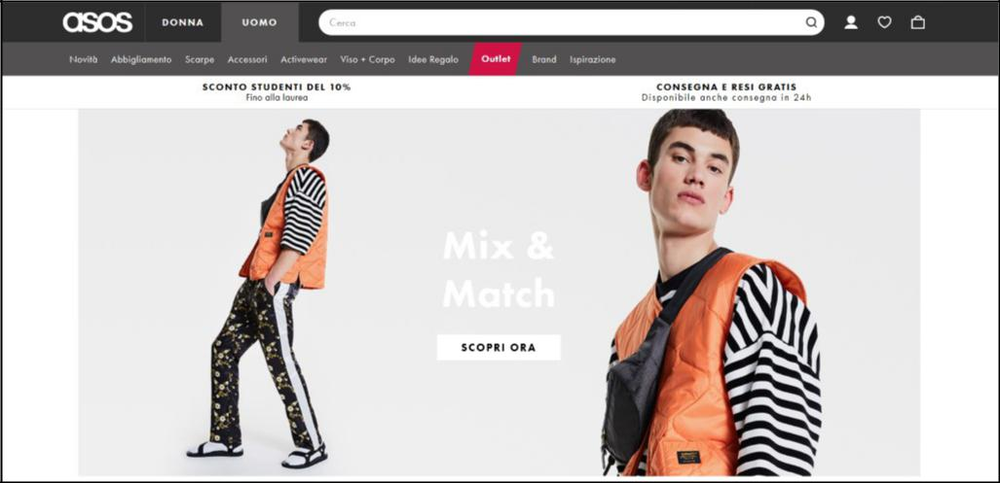 asos DONNA UOMO Cerca
Novità Abbigliamento Scarpe Accessori Activewear Viso + Corpo Idee Regalo Outlet Brand Ispirazione
SCONTO STUDENTI DEL 10%
Fino alla laurea
CONSEGNA E RESI GRATIS
Disponibile anche consegna in 24h
Mix &
Match
SCOPRI ORA